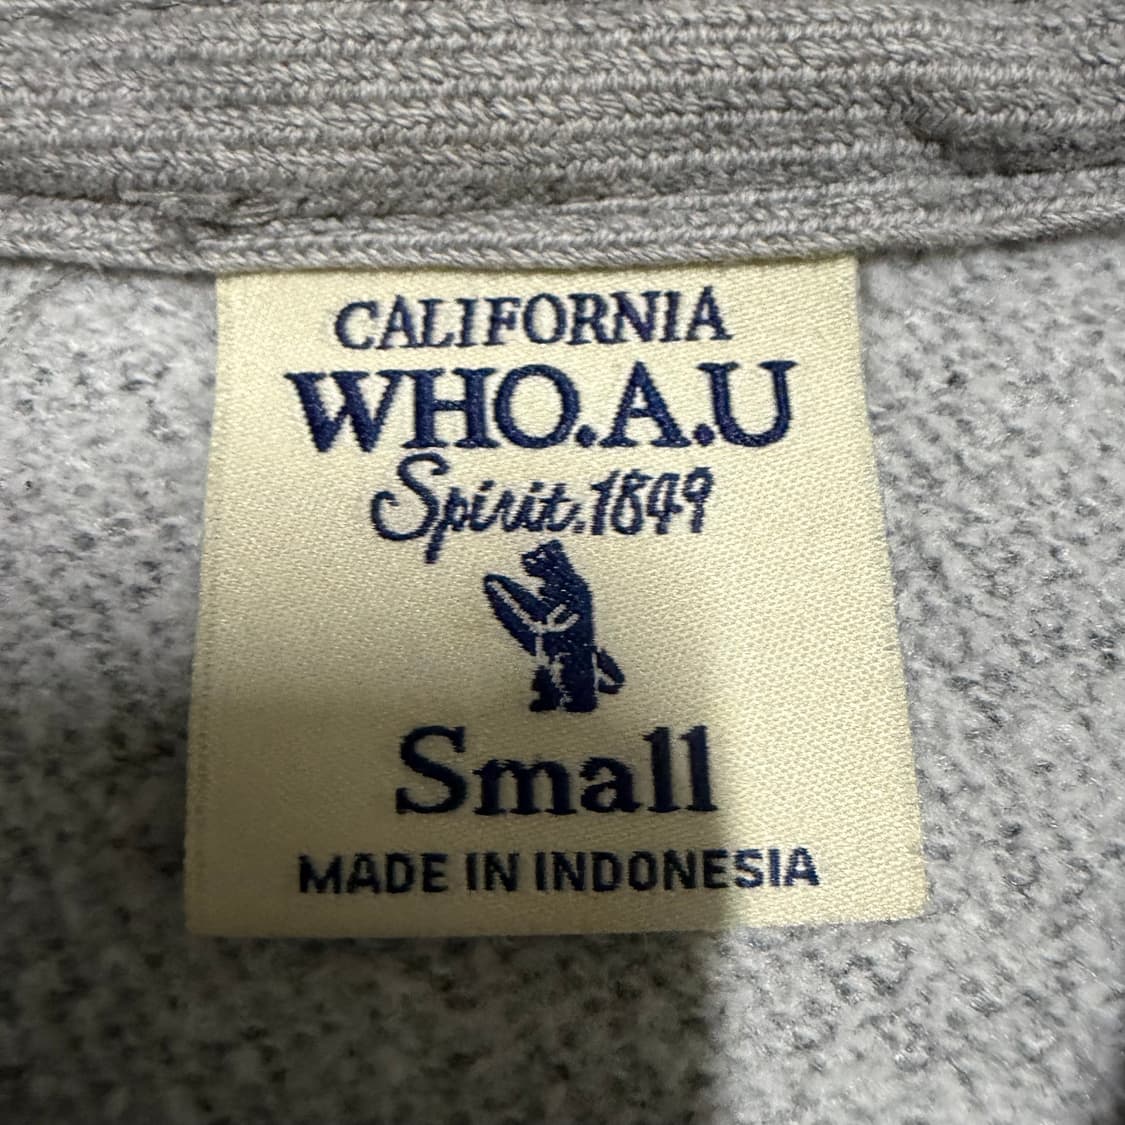 CALIFORNIA
WHO.A.U
Spirit.1849
Small
MADE IN INDONESIA